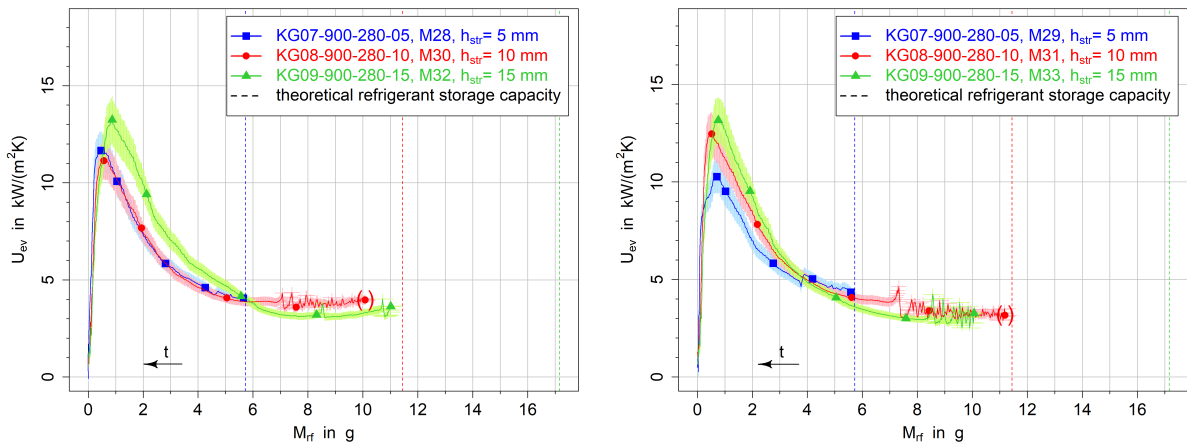 KG07-900-280-05, M28, hstr= 5 mm
KG08-900-280-10, M30, hstr= 10 mm
KG09-900-280-15, M32, hstr= 15 mm
theoretical refrigerant storage capacity
Uev in kW/(m²K)
15
10
5
0
t
0 2 4 6 8 10 12 14 16
Mrf in g
KG07-900-280-05, M29, hstr= 5 mm
KG08-900-280-10, M31, hstr= 10 mm
KG09-900-280-15, M33, hstr= 15 mm
theoretical refrigerant storage capacity
Uev in kW/(m²K)
15
10
5
0
t
0 2 4 6 8 10 12 14 16
Mrf in g